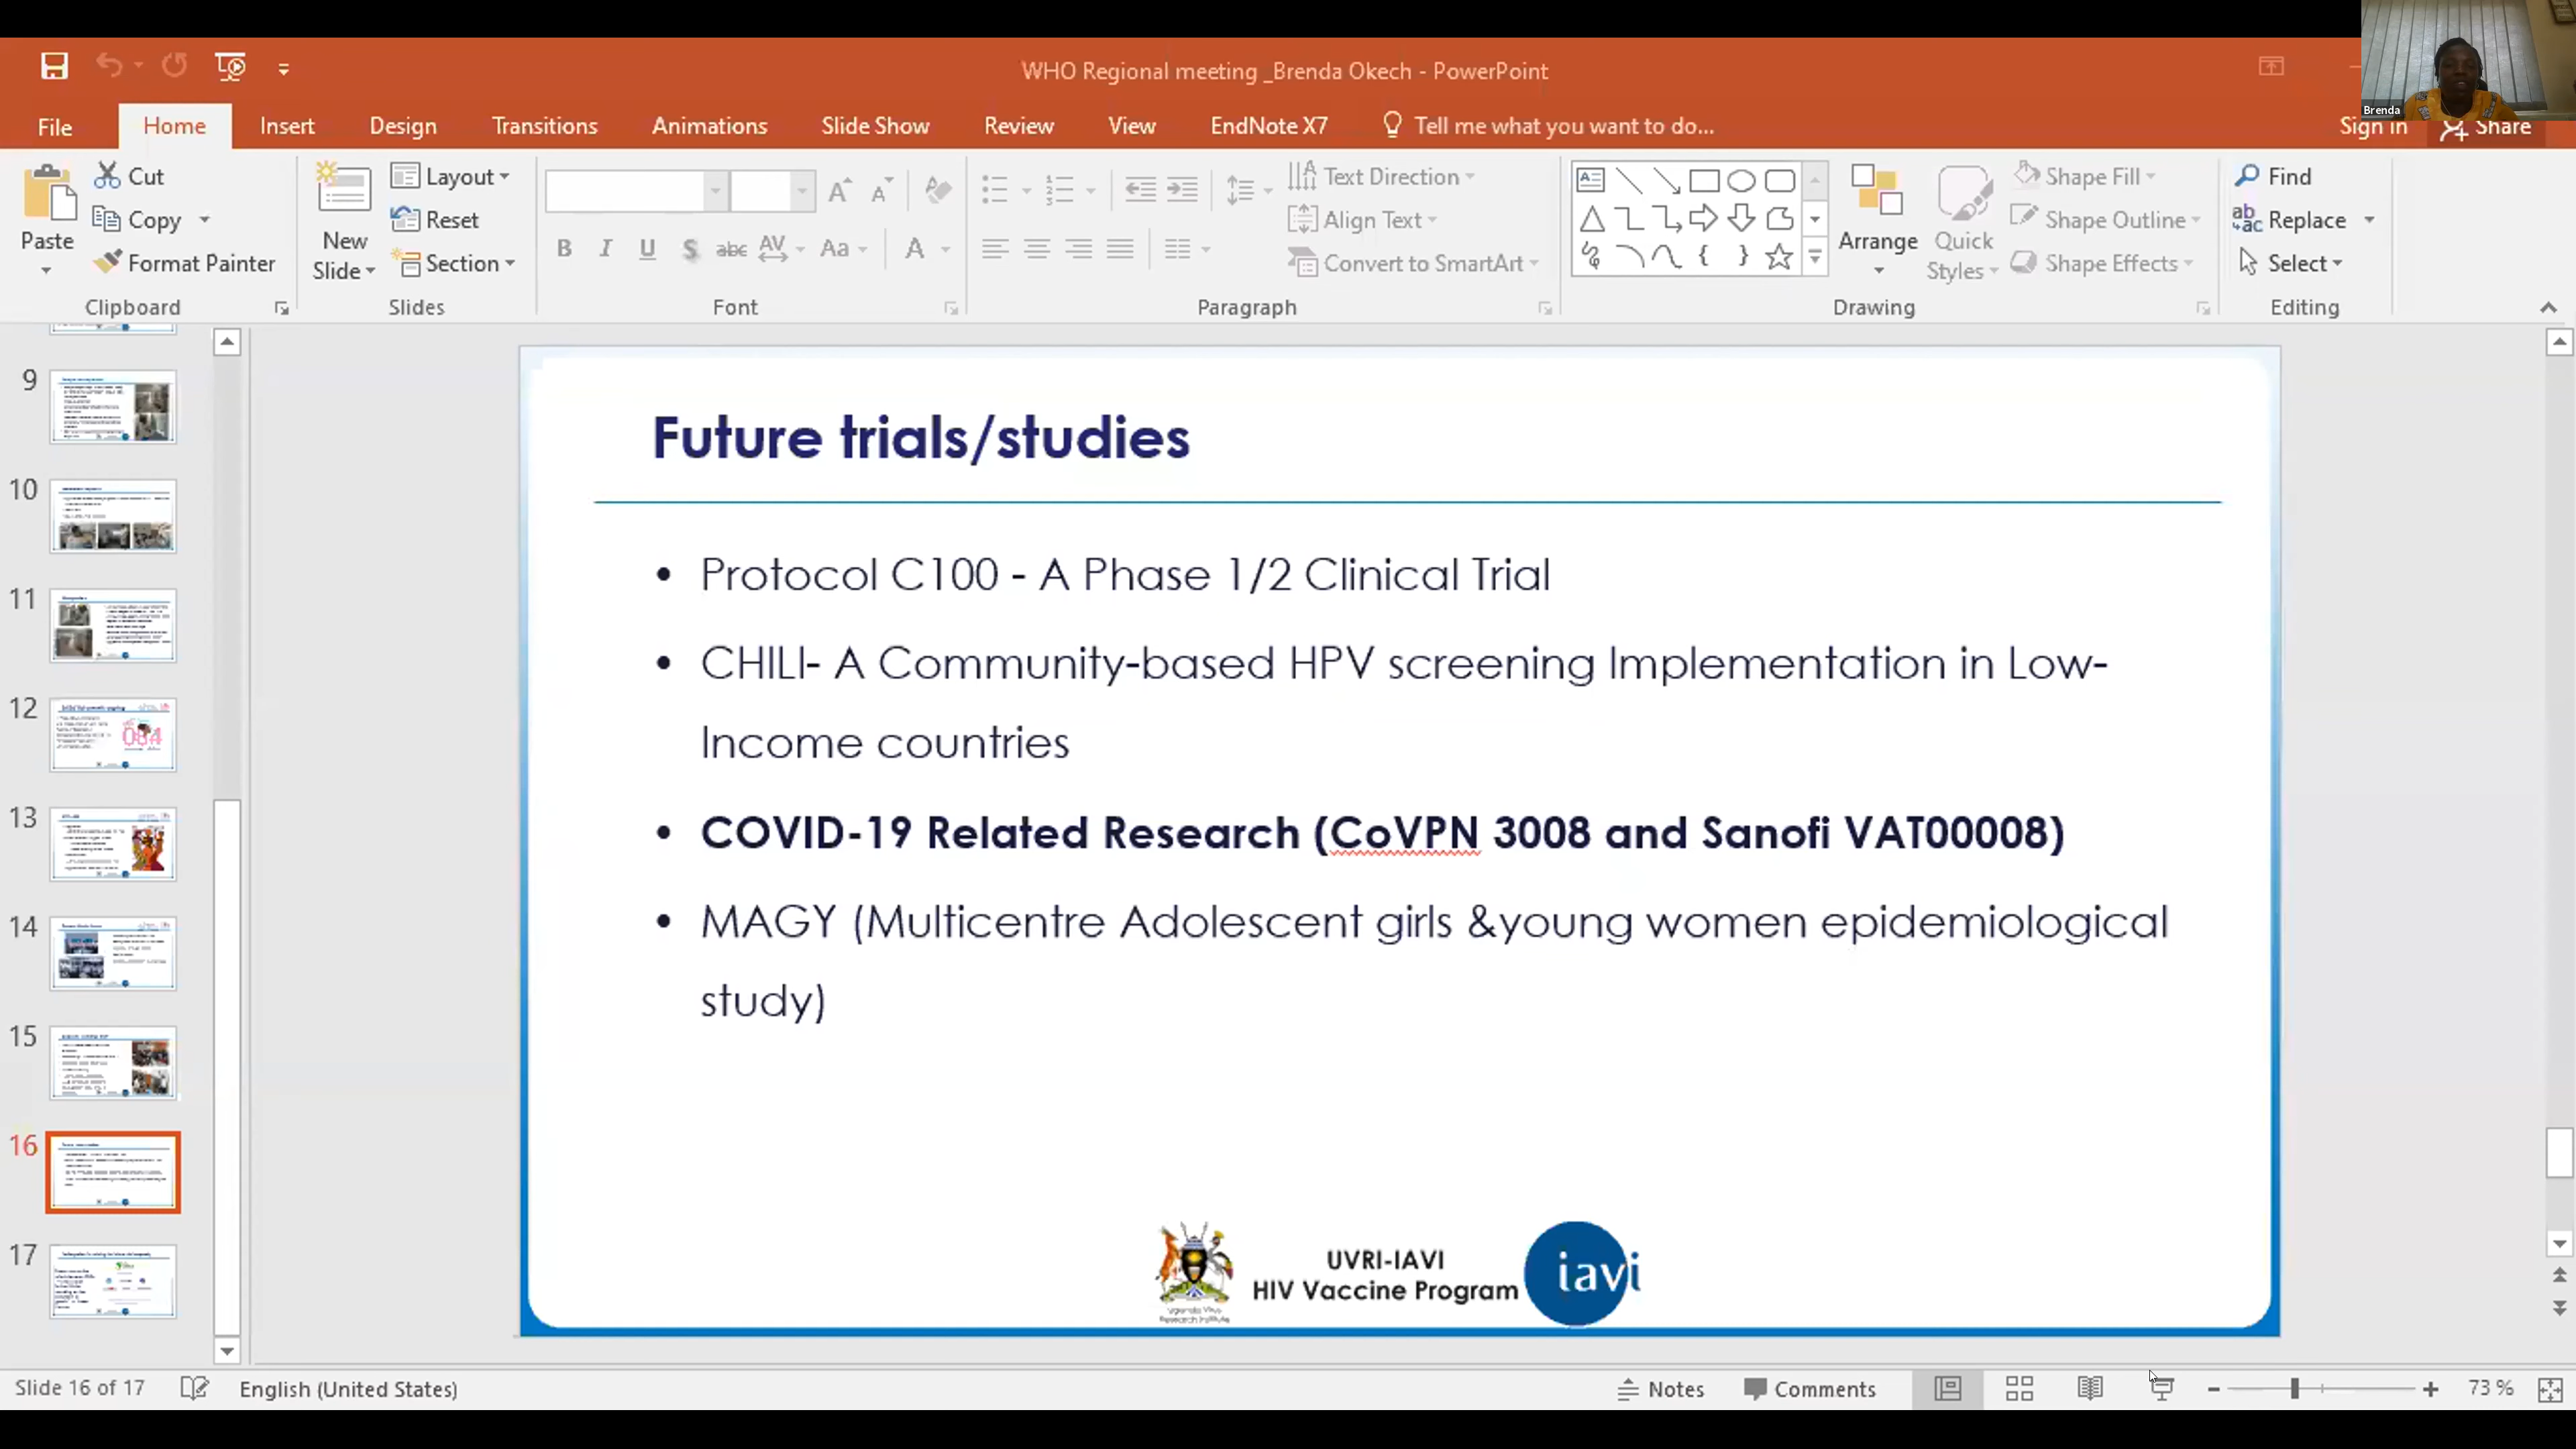 WHO Regional meeting _Brenda Okech - PowerPoint
Brenda
File Home Insert Design Transitions Animations Slide Show Review View EndNote X7 Tell me what you want to do... Sign in Share
Paste
Cut
Copy
Format Painter
Clipboard
New
Slide
Layout
Reset
Section
Slides
B I U S abc AV Aa A
Font
Text Direction
Align Text
Convert to SmartArt
Paragraph
Arrange
Quick
Styles
Shape Fill
Shape Outline
Shape Effects
Drawing
Find
Replace
Select
Editing
9
10
11
12
13
14
15
16
17
Future trials/studies
• Protocol C100 - A Phase 1/2 Clinical Trial
• CHILI- A Community-based HPV screening Implementation in Low-
Income countries
• COVID-19 Related Research (CoVPN 3008 and Sanofi VAT00008)
• MAGY (Multicentre Adolescent girls &young women epidemiological
study)
Uganda Virus
Research Institute
UVRI-IAVI
HIV Vaccine Program
iavi
Slide 16 of 17 English (United States) Notes Comments 73 %